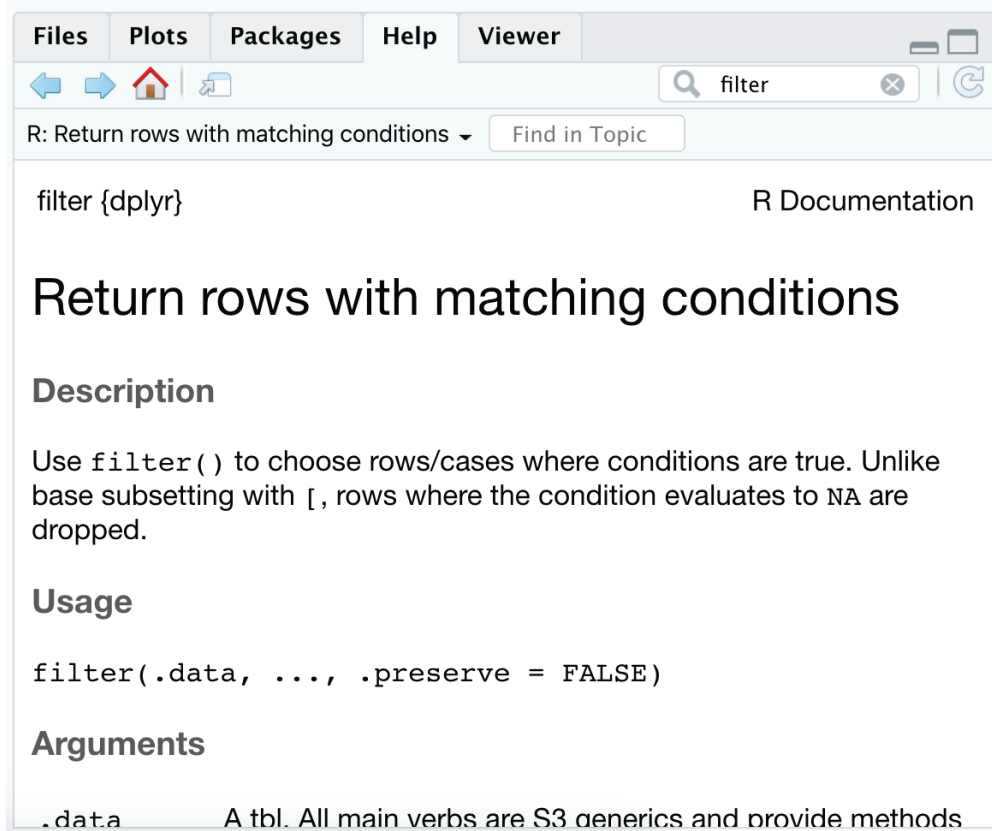 Files Plots Packages Help Viewer
filter
R: Return rows with matching conditions Find in Topic
filter {dplyr} R Documentation
Return rows with matching conditions
Description
Use filter() to choose rows/cases where conditions are true. Unlike
base subsetting with [, rows where the condition evaluates to NA are
dropped.
Usage
filter(.data, ..., .preserve = FALSE)
Arguments
.data A tbl. All main verbs are S3 generics and provide methods